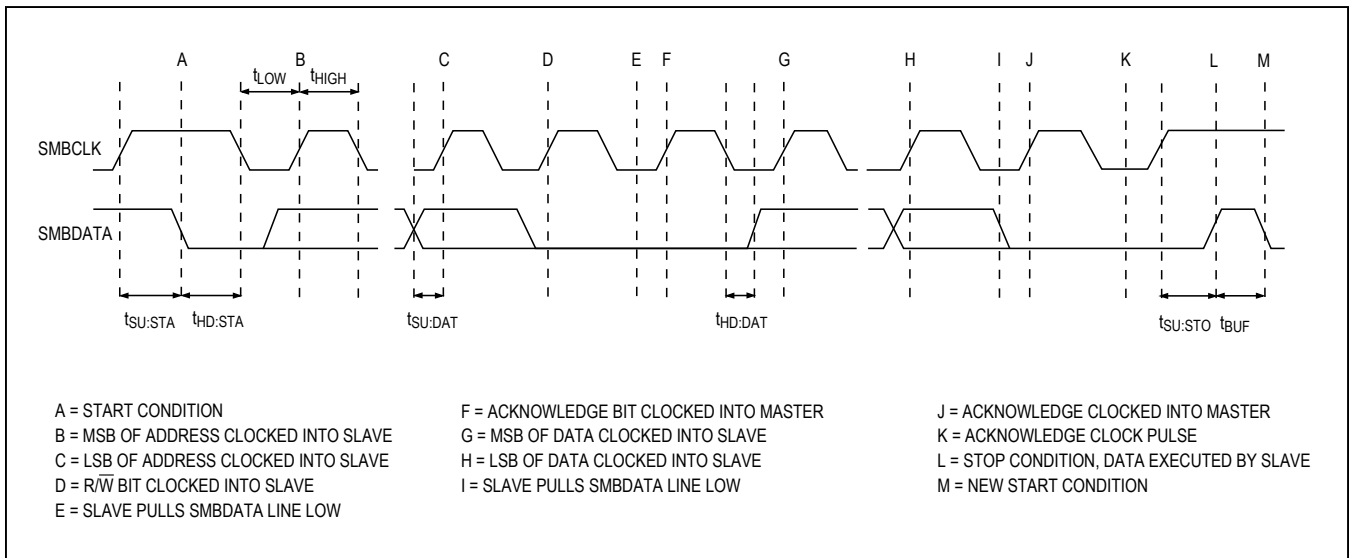 A B C D E F G H I J K L M
tLOW tHIGH
SMBCLK
SMBDATA
tSU:STA tHD:STA tSU:DAT tHD:DAT tSU:STO tBUF
A = START CONDITION
B = MSB OF ADDRESS CLOCKED INTO SLAVE
C = LSB OF ADDRESS CLOCKED INTO SLAVE
D = R/W̅ BIT CLOCKED INTO SLAVE
E = SLAVE PULLS SMBDATA LINE LOW
F = ACKNOWLEDGE BIT CLOCKED INTO MASTER
G = MSB OF DATA CLOCKED INTO SLAVE
H = LSB OF DATA CLOCKED INTO SLAVE
I = SLAVE PULLS SMBDATA LINE LOW
J = ACKNOWLEDGE CLOCKED INTO MASTER
K = ACKNOWLEDGE CLOCK PULSE
L = STOP CONDITION, DATA EXECUTED BY SLAVE
M = NEW START CONDITION